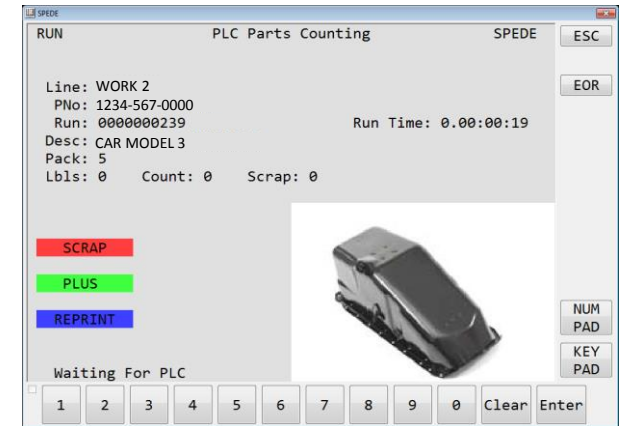 SPEDE
RUN PLC Parts Counting SPEDE
ESC
EOR
Line: WORK 2
PNo: 1234-567-0000
Run: 0000000239 Run Time: 0.00:00:19
Desc: CAR MODEL 3
Pack: 5
Lbls: 0 Count: 0 Scrap: 0
SCRAP
PLUS
REPRINT
NUM
PAD
KEY
PAD
Waiting For PLC
1 2 3 4 5 6 7 8 9 0 Clear Enter